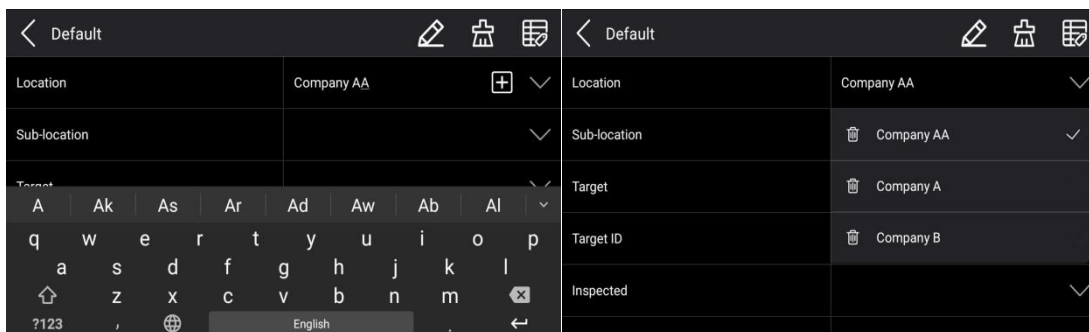 Default
Location Company AA
Sub-location
Target
A Ak As Ar Ad Aw Ab Al
q w e r t y u i o p
a s d f g h j k l
z x c v b n m
?123 , English .
Default
Location Company AA
Sub-location Company AA
Target Company A
Target ID Company B
Inspected